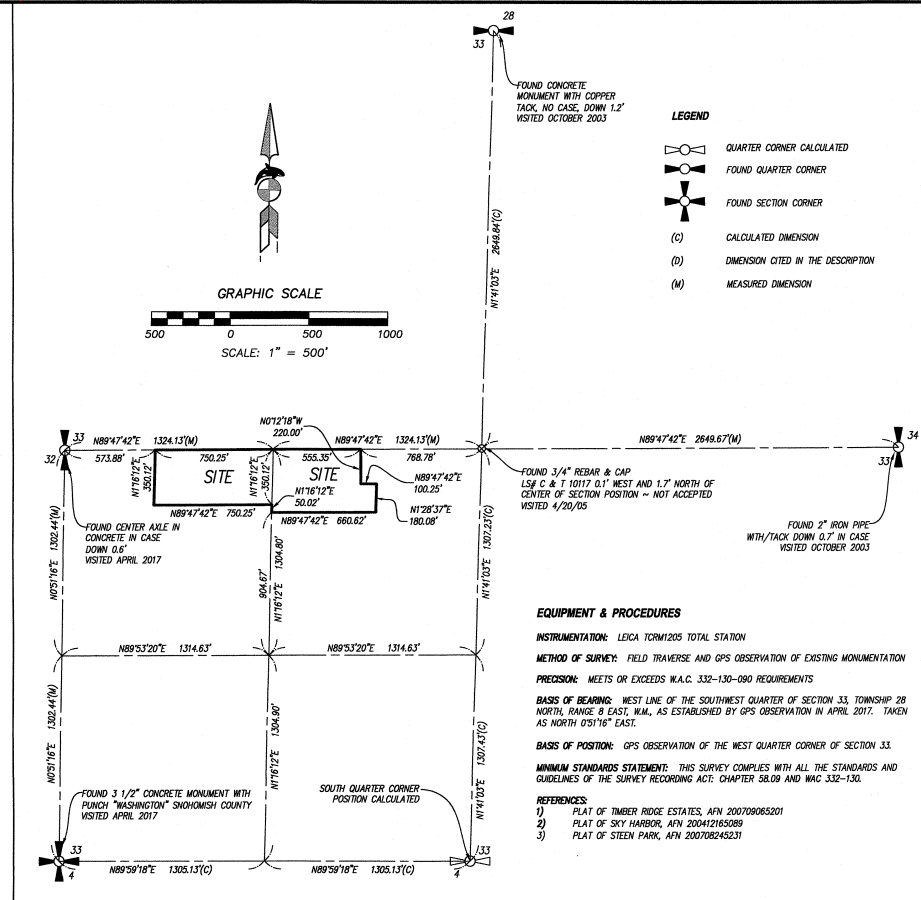 28
33
FOUND CONCRETE
MONUMENT WITH COPPER
TACK, NO CASE, DOWN 1.2'
VISITED OCTOBER 2003
LEGEND
QUARTER CORNER CALCULATED
FOUND QUARTER CORNER
FOUND SECTION CORNER
(C) CALCULATED DIMENSION
(D) DIMENSION CITED IN THE DESCRIPTION
(M) MEASURED DIMENSION
N1°41'03"E 2649.84'(C)
GRAPHIC SCALE
500 0 500 1000
SCALE: 1" = 500'
N0°12'18"W
220.00'
33
32
N89°47'42"E 1324.13'(M)
N89°47'42"E 1324.13'(M)
N89°47'42"E 2649.67'(M)
34
33
573.88'
750.25'
555.35'
768.78'
N1°16'12"E
350.12'
SITE
N1°16'12"E
350.12'
SITE
N89°47'42"E
100.25'
N1°16'12"E
50.02'
N1°28'37"E
180.08'
N89°47'42"E 750.25'
N89°47'42"E 660.62'
FOUND 3/4" REBAR & CAP
LS# C & T 10117 0.1' WEST AND 1.7' NORTH OF
CENTER OF SECTION POSITION ~ NOT ACCEPTED
VISITED 4/20/05
FOUND 2" IRON PIPE
WITH/TACK DOWN 0.7' IN CASE
VISITED OCTOBER 2003
FOUND CENTER AXLE IN
CONCRETE IN CASE
DOWN 0.6'
VISITED APRIL 2017
N0°51'16"E 1302.44'(M)
904.67'
N1°16'12"E 1304.80'
N1°41'03"E 1307.23'(C)
N89°53'20"E 1314.63'
N89°53'20"E 1314.63'
N0°51'16"E 1302.44'(M)
N1°16'12"E 1304.90'
N1°41'03"E 1307.43'(C)
FOUND 3 1/2" CONCRETE MONUMENT WITH
PUNCH "WASHINGTON" SNOHOMISH COUNTY
VISITED APRIL 2017
SOUTH QUARTER CORNER
POSITION CALCULATED
33
4
N89°59'18"E 1305.13'(C)
N89°59'18"E 1305.13'(C)
33
4
EQUIPMENT & PROCEDURES
INSTRUMENTATION: LEICA TCRM1205 TOTAL STATION
METHOD OF SURVEY: FIELD TRAVERSE AND GPS OBSERVATION OF EXISTING MONUMENTATION
PRECISION: MEETS OR EXCEEDS W.A.C. 332-130-090 REQUIREMENTS
BASIS OF BEARING: WEST LINE OF THE SOUTHWEST QUARTER OF SECTION 33, TOWNSHIP 28
NORTH, RANGE 8 EAST, W.M., AS ESTABLISHED BY GPS OBSERVATION IN APRIL 2017. TAKEN
AS NORTH 0°51'16" EAST.
BASIS OF POSITION: GPS OBSERVATION OF THE WEST QUARTER CORNER OF SECTION 33.
MINIMUM STANDARDS STATEMENT: THIS SURVEY COMPLIES WITH ALL THE STANDARDS AND
GUIDELINES OF THE SURVEY RECORDING ACT: CHAPTER 58.09 AND WAC 332-130.
REFERENCES:
1) PLAT OF TIMBER RIDGE ESTATES, AFN 200709065201
2) PLAT OF SKY HARBOR, AFN 200412165089
3) PLAT OF STEEN PARK, AFN 200708245231